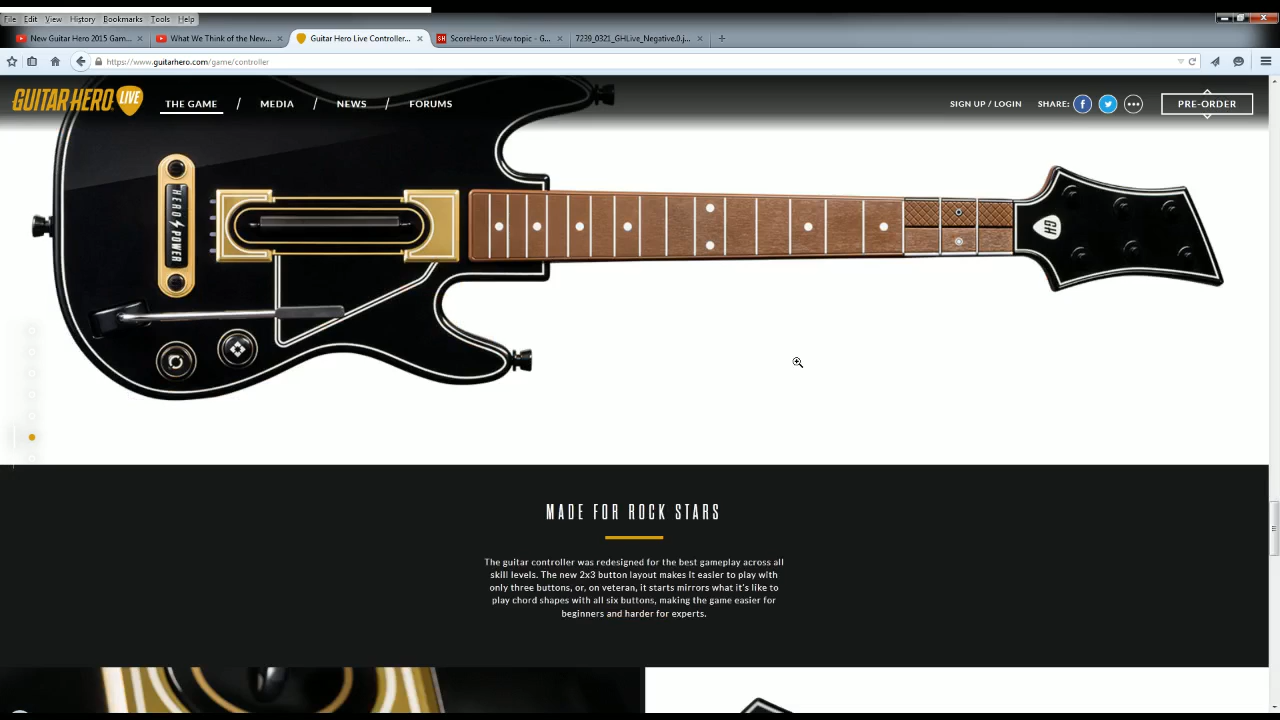 File Edit View History Bookmarks Tools Help
New Guitar Hero 2015 Gam...
What We Think of the New...
Guitar Hero Live Controller...
ScoreHero :: View topic - G...
7239_0321_GHLive_Negative.0.j...
https://www.guitarhero.com/game/controller
GUITAR HERO LIVE
THE GAME / MEDIA / NEWS / FORUMS
SIGN UP / LOGIN SHARE: PRE-ORDER
HERO POWER
GH
MADE FOR ROCK STARS
The guitar controller was redesigned for the best gameplay across all
skill levels. The new 2x3 button layout makes it easier to play with
only three buttons, or, on veteran, it starts mirrors what it's like to
play chord shapes with all six buttons, making the game easier for
beginners and harder for experts.